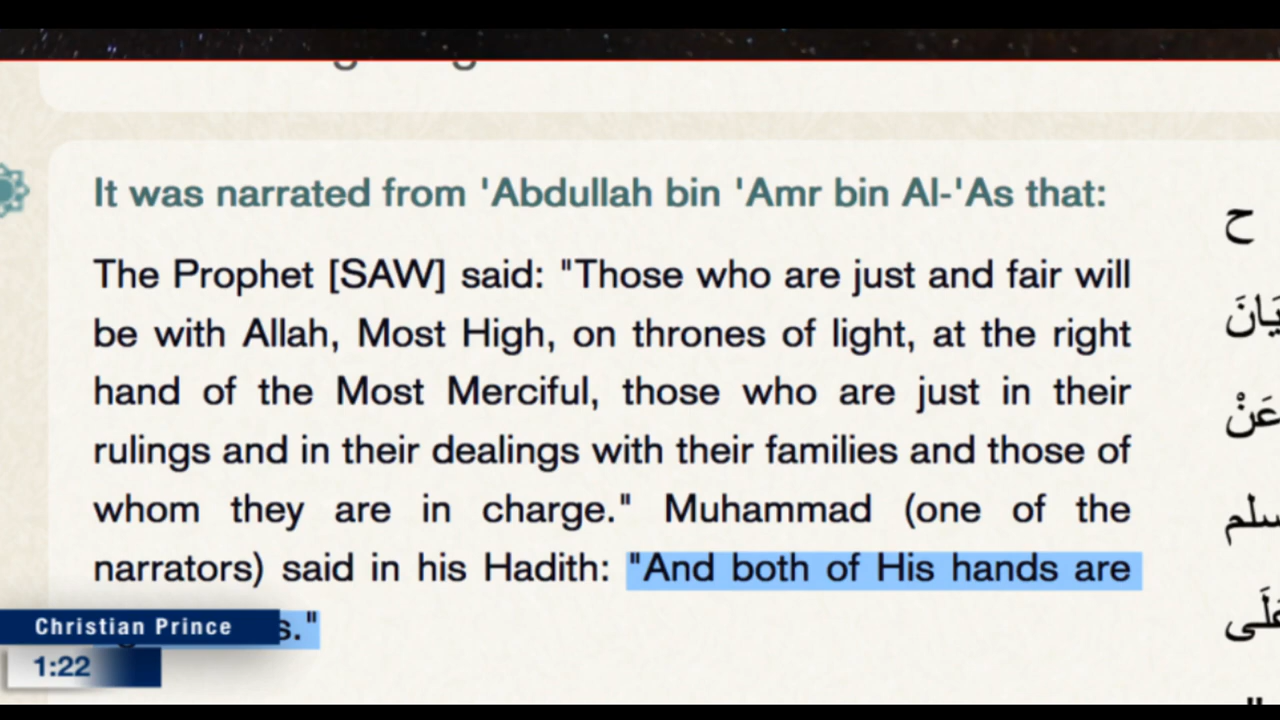 It was narrated from 'Abdullah bin 'Amr bin Al-'As that:
The Prophet [SAW] said: "Those who are just and fair will
be with Allah, Most High, on thrones of light, at the right
hand of the Most Merciful, those who are just in their
rulings and in their dealings with their families and those of
whom they are in charge." Muhammad (one of the
narrators) said in his Hadith: "And both of His hands are
s."
Christian Prince
1:22
ح
عَنْ